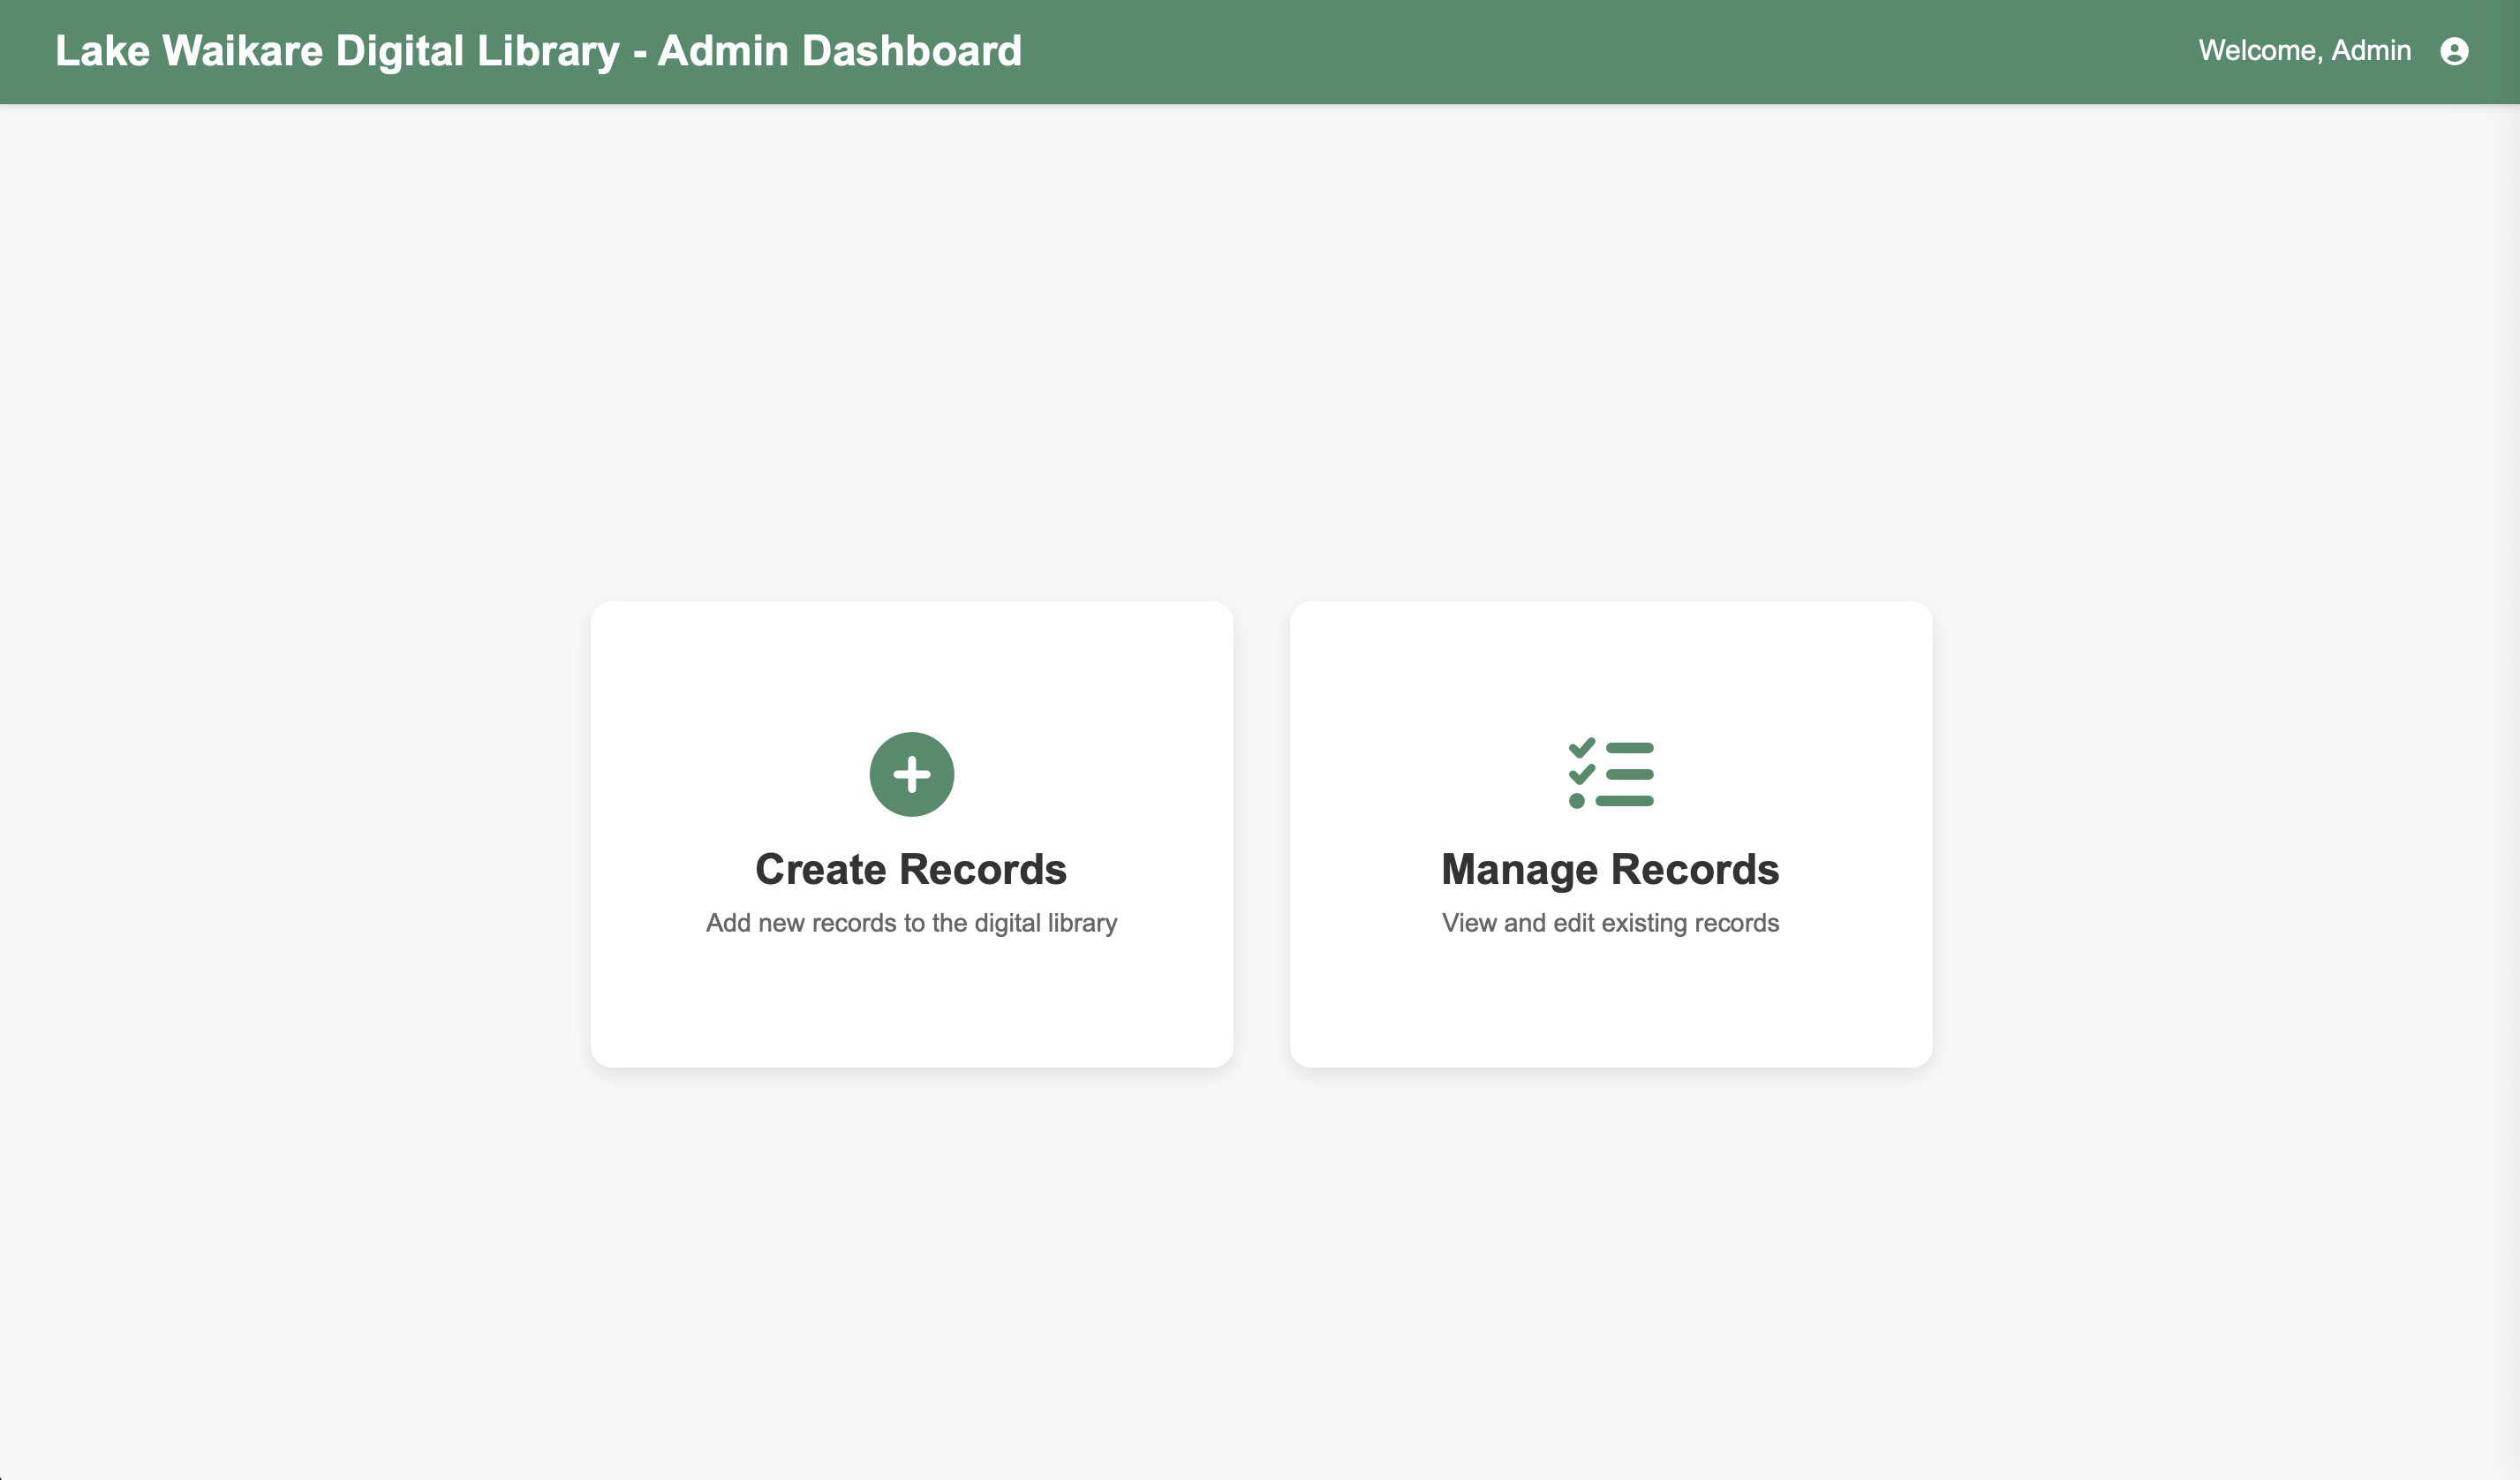 Lake Waikare Digital Library - Admin Dashboard
Welcome, Admin
Create Records
Add new records to the digital library
Manage Records
View and edit existing records